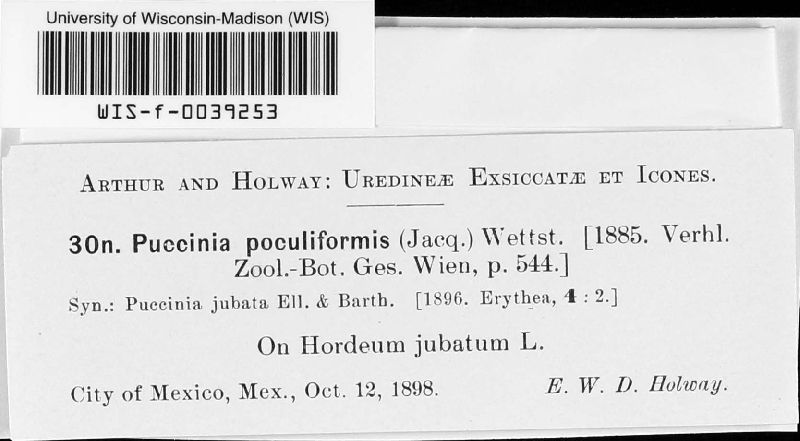 University of Wisconsin-Madison (WIS)
WIS-f-0039253
ARTHUR AND HOLWAY: UREDINEÆ EXSICCATÆ ET ICONES.
30n. Puccinia poculiformis (Jacq.) Wettst. [1885. Verhl.
Zool.-Bot. Ges. Wien, p. 544.]
Syn.: Puccinia jubata Ell. & Barth. [1896. Erythea, 4 : 2.]
On Hordeum jubatum L.
City of Mexico, Mex., Oct. 12, 1898. E. W. D. Holway.